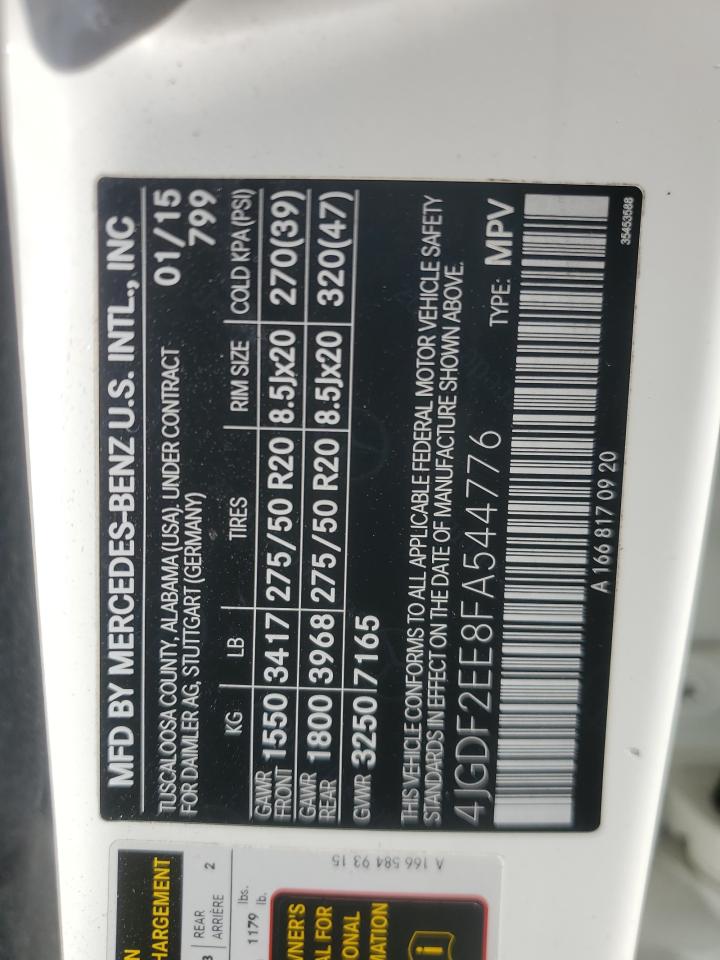 MFD BY MERCEDES-BENZ U.S. INTL., INC
TUSCALOOSA COUNTY, ALABAMA (USA). UNDER CONTRACT 01/15
FOR DAIMLER AG, STUTTGART (GERMANY) 799
KG LB TIRES RIM SIZE COLD KPA (PSI)
GAWR FRONT 1550 3417 275/50 R20 8.5Jx20 270(39)
GAWR REAR 1800 3968 275/50 R20 8.5Jx20 320(47)
GVWR 3250 7165
THIS VEHICLE CONFORMS TO ALL APPLICABLE FEDERAL MOTOR VEHICLE SAFETY
STANDARDS IN EFFECT ON THE DATE OF MANUFACTURE SHOWN ABOVE.
4JGDF2EE8FA544776 TYPE: MPV
A 166 817 09 20
35453588
HARGEMENT
REAR
ARRIÈRE 2
1179 lbs.
lb.
A 166 584 93 15